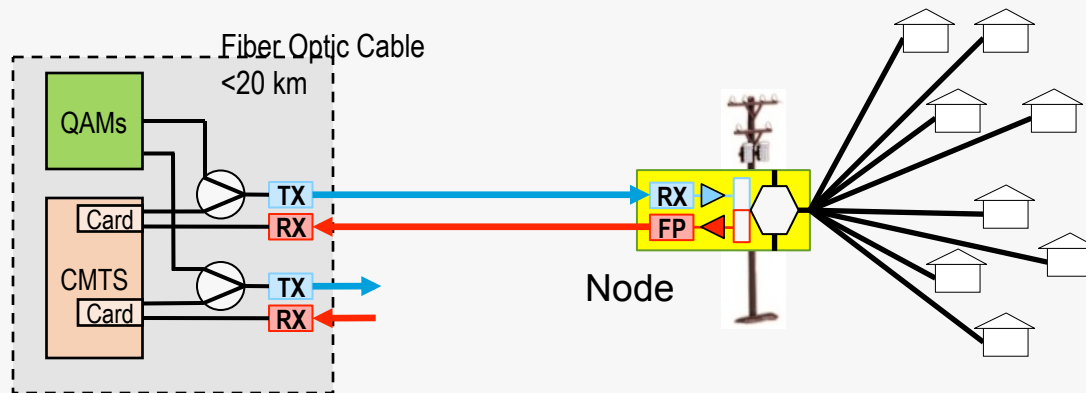 Fiber Optic Cable
<20 km
QAMs
TX
RX
Card
CMTS
Card
TX
RX
RX
FP
Node